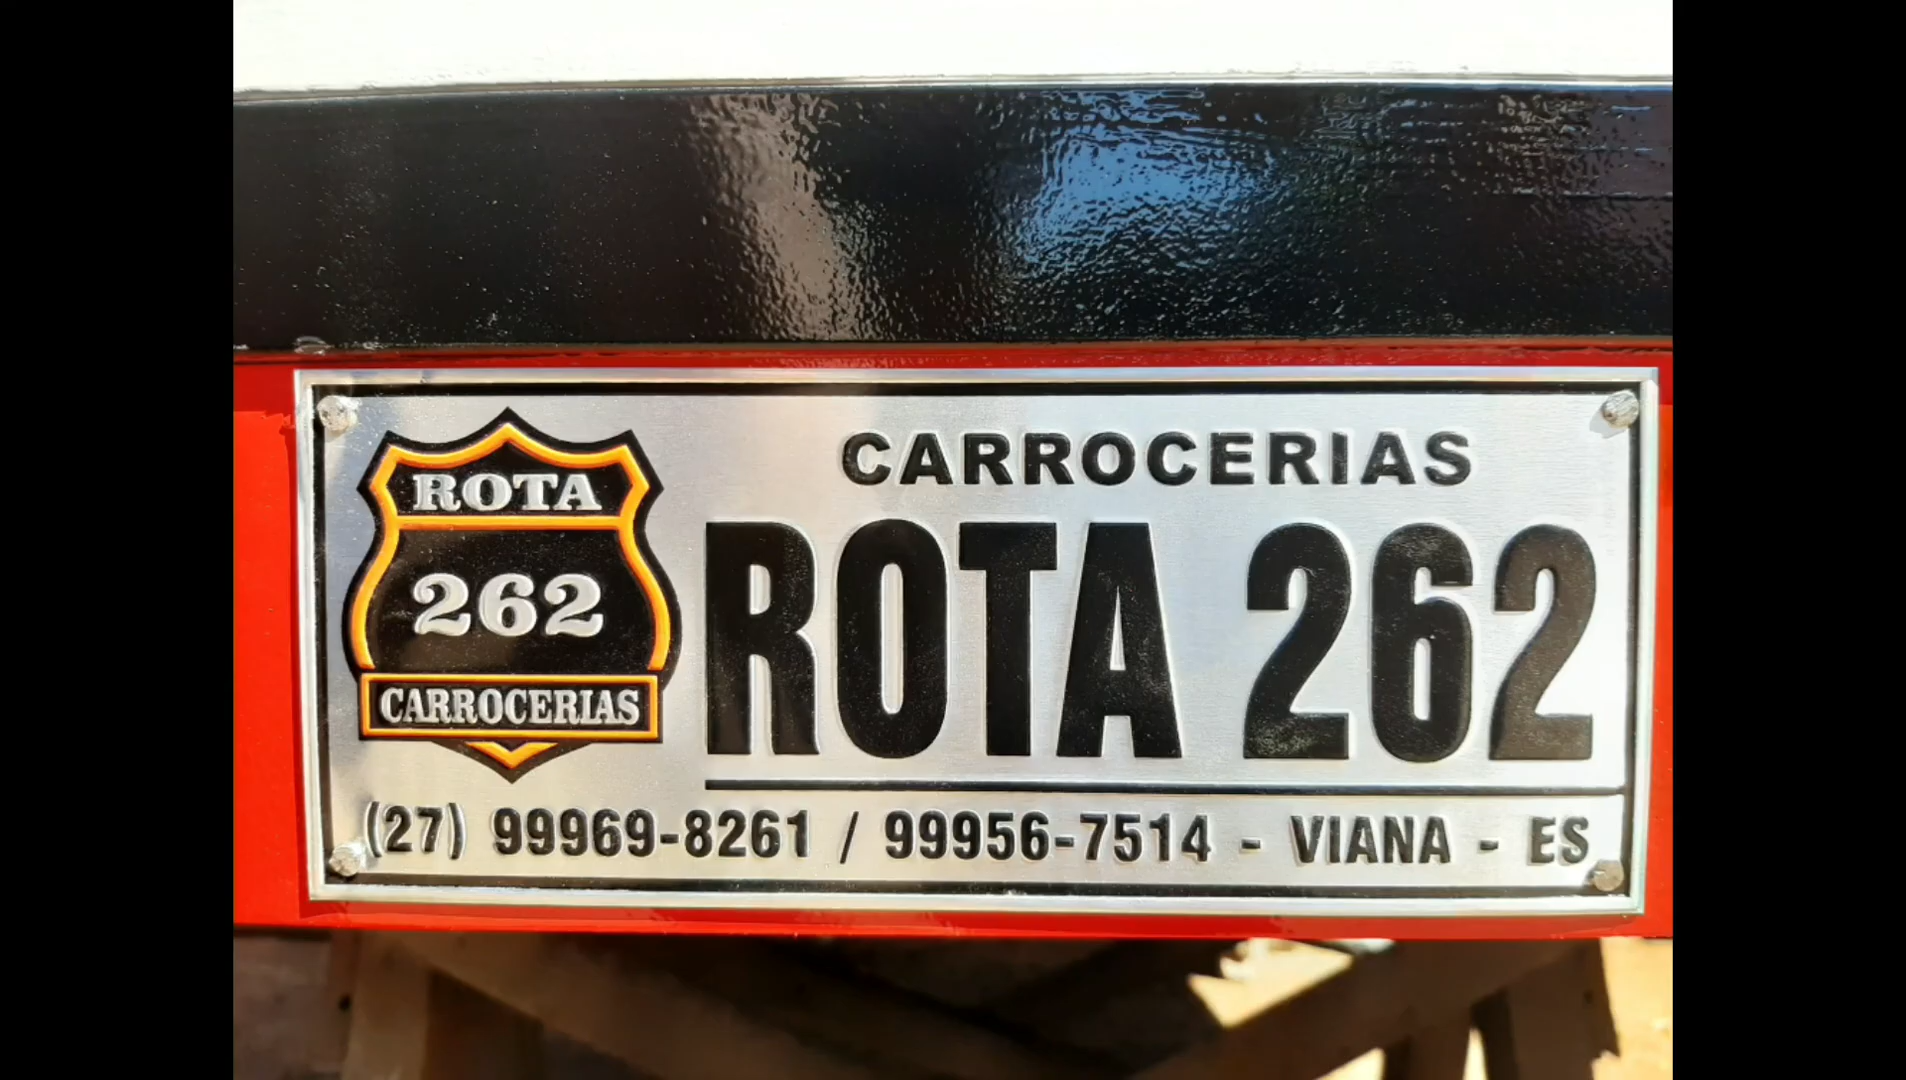 ROTA
262
CARROCERIAS
CARROCERIAS
ROTA 262
(27) 99969-8261 / 99956-7514 - VIANA - ES